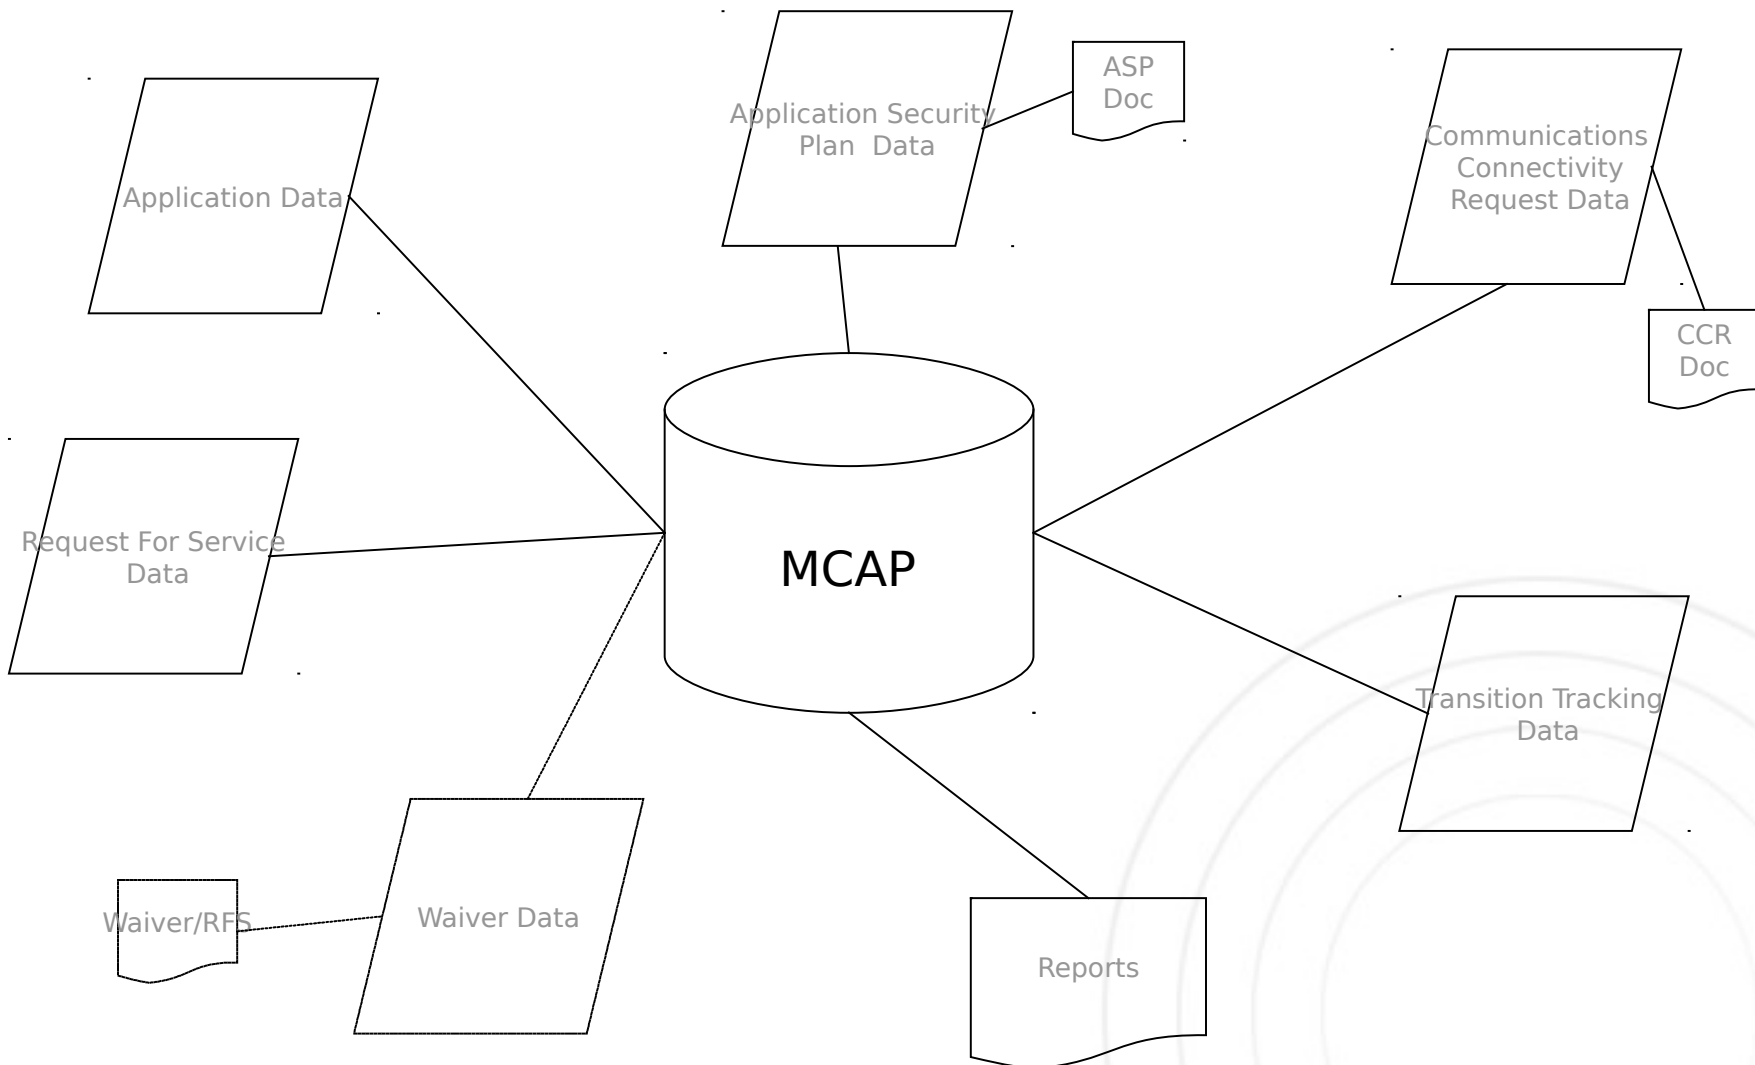 ASP
Doc
Application Security
Plan  Data
Communications
Connectivity
Request Data
Application Data
CCR
Doc
Request For Service
Data
MCAP
Transition Tracking
Data
Waiver/RFS
Waiver Data
Reports